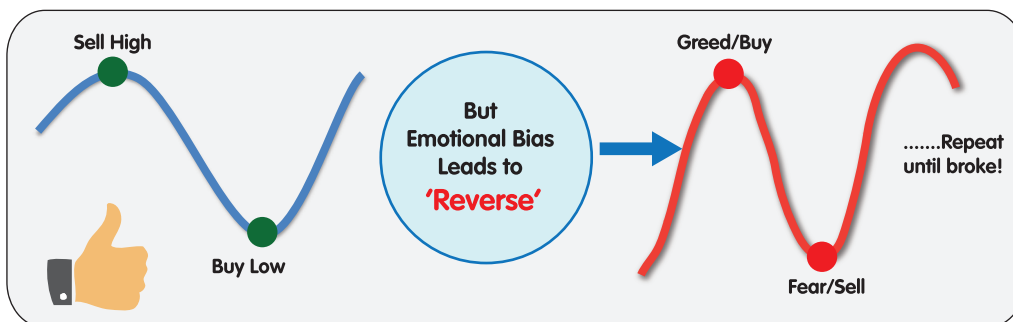 Sell High
Buy Low
But
Emotional Bias
Leads to
'Reverse'
Greed/Buy
Fear/Sell
.......Repeat
until broke!